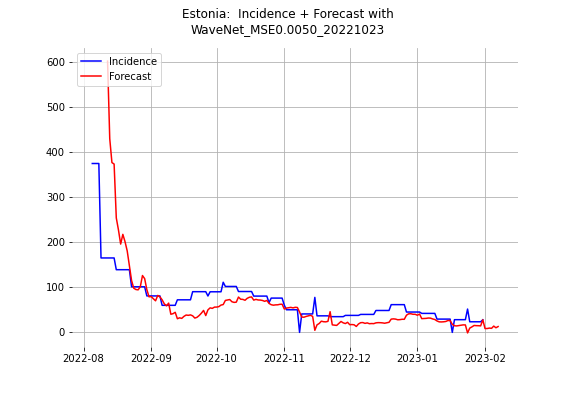 Estonia:  Incidence + Forecast with
WaveNet_MSE0.0050_20221023
Incidence
Forecast
600
500
400
300
200
100
0
2022-08 2022-09 2022-10 2022-11 2022-12 2023-01 2023-02